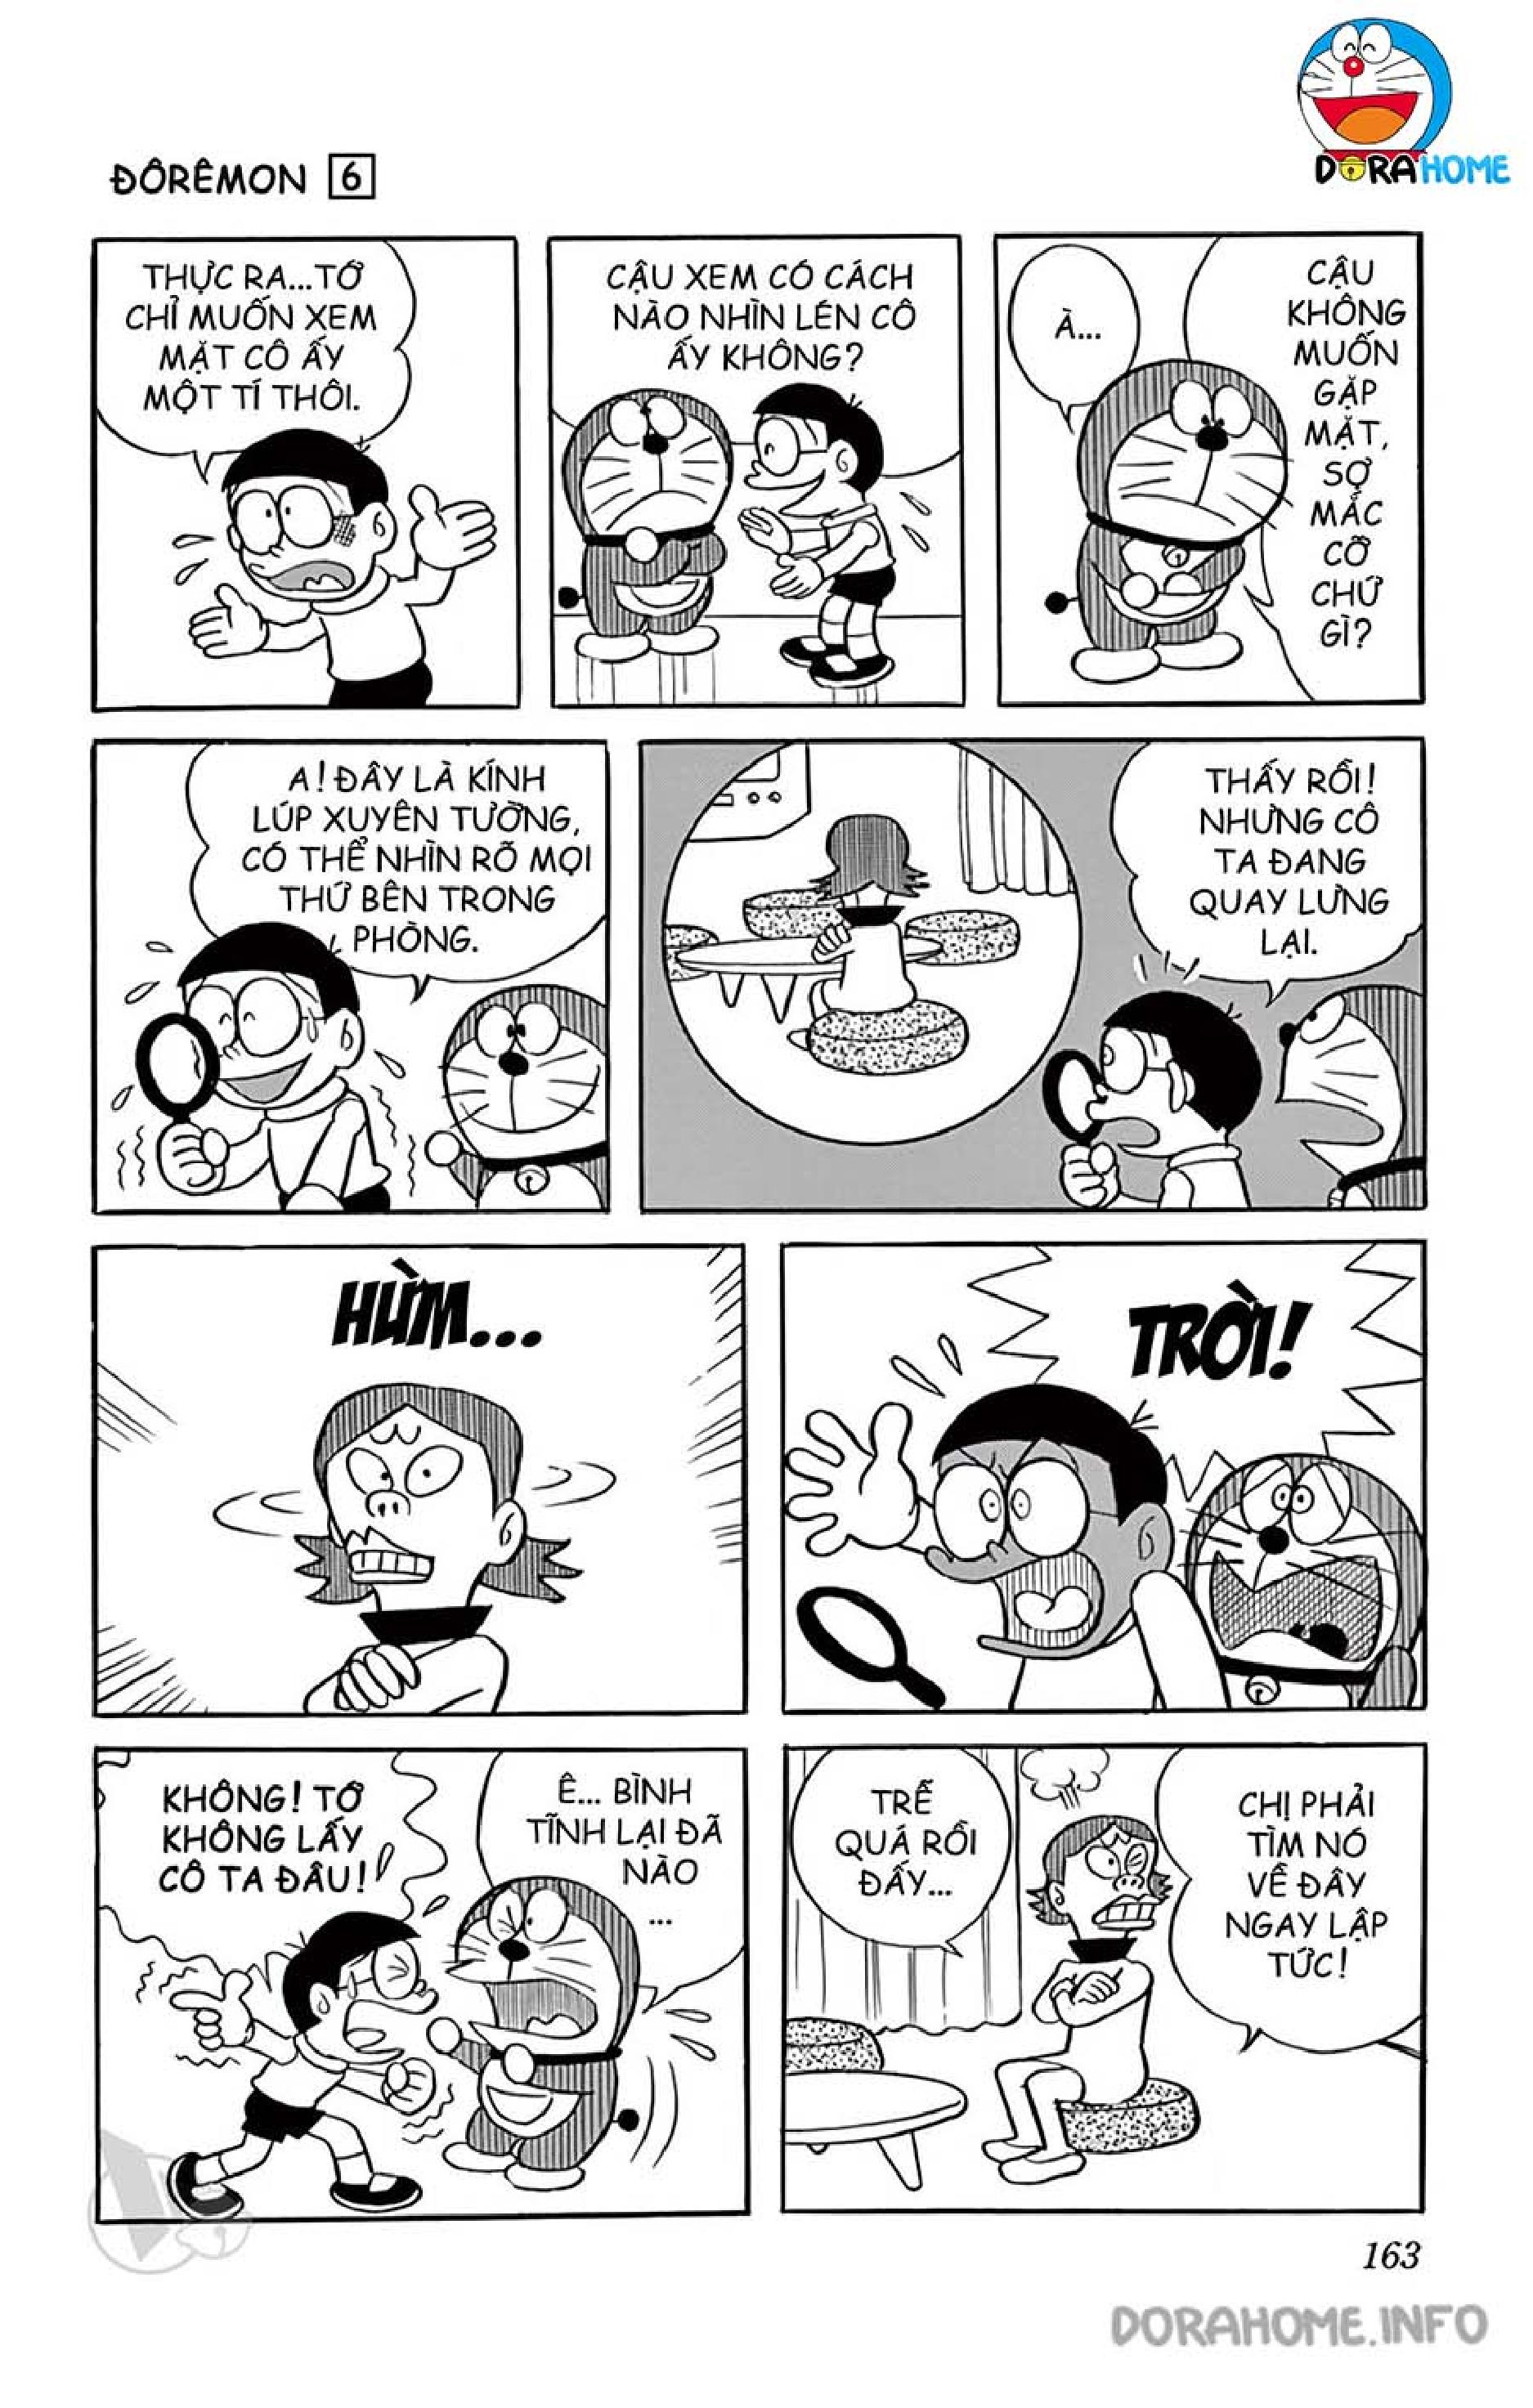 DORAHOME
ĐÔRÊMON 6
THỰC RA...TỚ
CHỈ MUỐN XEM
MẶT CÔ ẤY
MỘT TÍ THÔI.
CẬU XEM CÓ CÁCH
NÀO NHÌN LÉN CÔ
ẤY KHÔNG?
À...
CẬU
KHÔNG
MUỐN
GẶP
MẶT,
SỢ
MẮC
CỠ
CHỨ
GÌ?
A! ĐÂY LÀ KÍNH
LÚP XUYÊN TƯỜNG,
CÓ THỂ NHÌN RÕ MỌI
THỨ BÊN TRONG
PHÒNG.
THẤY RỒI!
NHƯNG CÔ
TA ĐANG
QUAY LƯNG
LẠI.
HỪM...
TRỜI!
KHÔNG! TỚ
KHÔNG LẤY
CÔ TA ĐÂU!
Ê... BÌNH
TĨNH LẠI ĐÃ
NÀO
...
TRỄ
QUÁ RỒI
ĐẤY...
CHỊ PHẢI
TÌM NÓ
VỀ ĐÂY
NGAY LẬP
TỨC!
163
DORAHOME.INFO